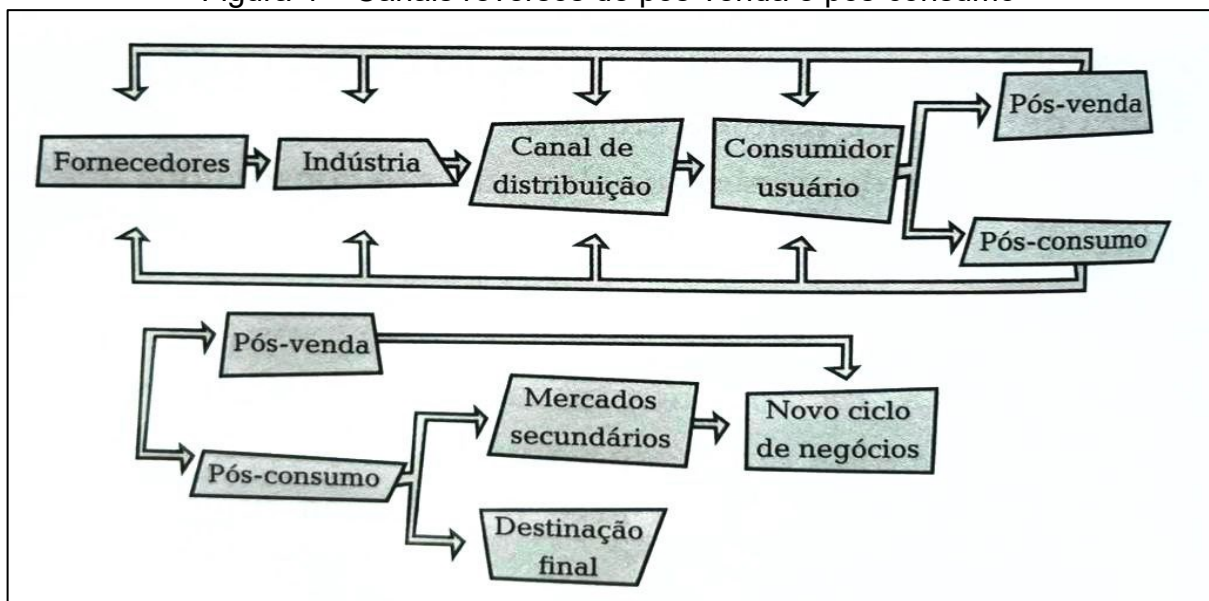 Figura – Canais reversos de pós-venda e pós-consumo
Pós-venda
Fornecedores
Indústria
Canal de
distribuição
Consumidor
usuário
Pós-consumo
Pós-venda
Mercados
secundários
Novo ciclo
de negócios
Pós-consumo
Destinação
final